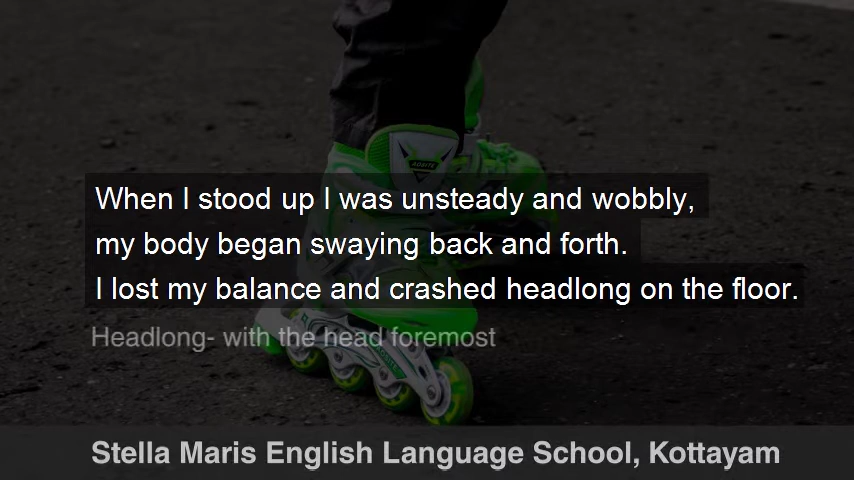 AOAITE
When I stood up I was unsteady and wobbly,
my body began swaying back and forth.
I lost my balance and crashed headlong on the floor.
Headlong- with the head foremost
Stella Maris English Language School, Kottayam